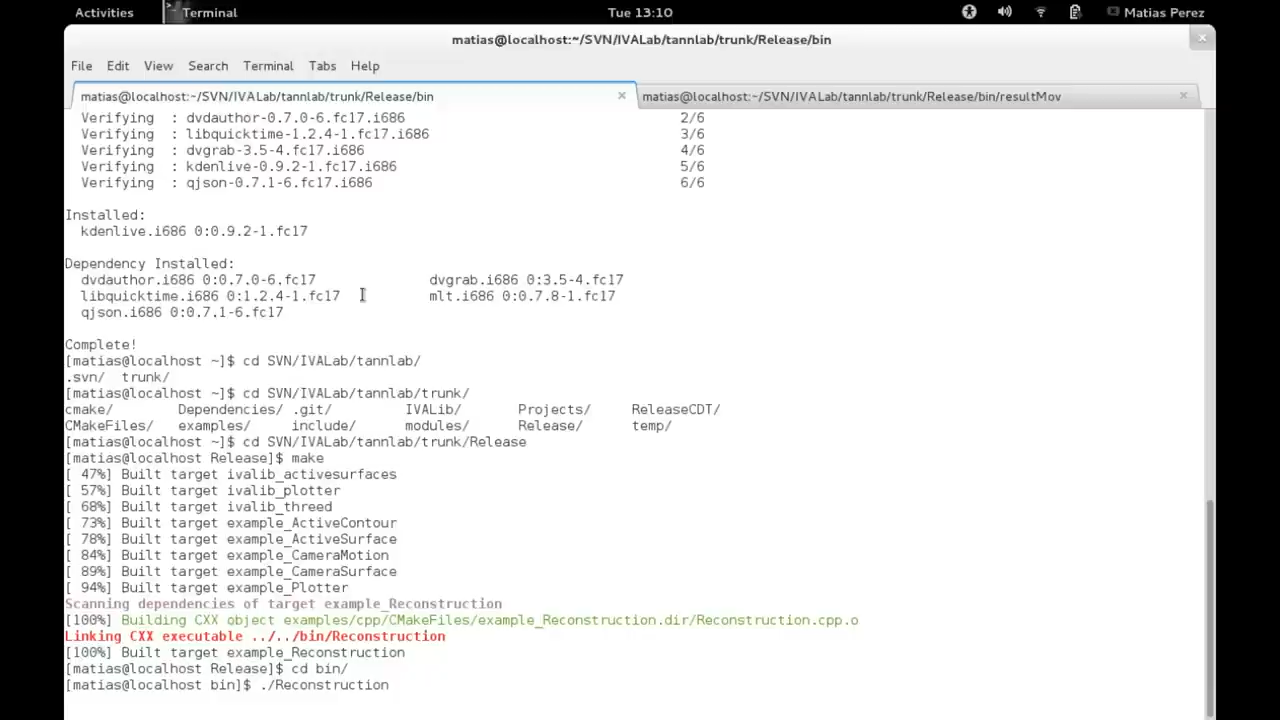 Activities Terminal Tue 13:10 Matias Perez
matias@localhost:~/SVN/IVALab/tannlab/trunk/Release/bin
File Edit View Search Terminal Tabs Help
matias@localhost:~/SVN/IVALab/tannlab/trunk/Release/bin matias@localhost:~/SVN/IVALab/tannlab/trunk/Release/bin/resultMov
Verifying : dvdauthor-0.7.0-6.fc17.i686 2/6
Verifying : libquicktime-1.2.4-1.fc17.i686 3/6
Verifying : dvgrab-3.5-4.fc17.i686 4/6
Verifying : kdenlive-0.9.2-1.fc17.i686 5/6
Verifying : qjson-0.7.1-6.fc17.i686 6/6
Installed:
kdenlive.i686 0:0.9.2-1.fc17
Dependency Installed:
dvdauthor.i686 0:0.7.0-6.fc17 dvgrab.i686 0:3.5-4.fc17
libquicktime.i686 0:1.2.4-1.fc17 mlt.i686 0:0.7.8-1.fc17
qjson.i686 0:0.7.1-6.fc17
Complete!
[matias@localhost ~]$ cd SVN/IVALab/tannlab/
.svn/ trunk/
[matias@localhost ~]$ cd SVN/IVALab/tannlab/trunk/
cmake/ Dependencies/ .git/ IVALib/ Projects/ ReleaseCDT/
CMakeFiles/ examples/ include/ modules/ Release/ temp/
[matias@localhost ~]$ cd SVN/IVALab/tannlab/trunk/Release
[matias@localhost Release]$ make
[ 47%] Built target ivalib_activesurfaces
[ 57%] Built target ivalib_plotter
[ 68%] Built target ivalib_threed
[ 73%] Built target example_ActiveContour
[ 78%] Built target example_ActiveSurface
[ 84%] Built target example_CameraMotion
[ 89%] Built target example_CameraSurface
[ 94%] Built target example_Plotter
Scanning dependencies of target example_Reconstruction
[100%] Building CXX object examples/cpp/CMakeFiles/example_Reconstruction.dir/Reconstruction.cpp.o
Linking CXX executable ../../bin/Reconstruction
[100%] Built target example_Reconstruction
[matias@localhost Release]$ cd bin/
[matias@localhost bin]$ ./Reconstruction